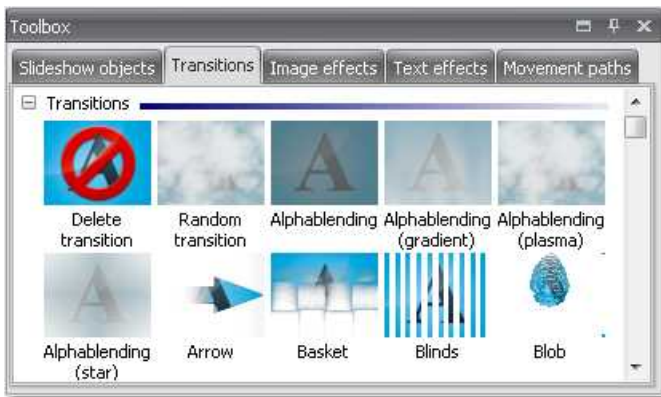 Toolbox
Slideshow objects Transitions Image effects Text effects Movement paths
Transitions
Delete transition
Random transition
Alphablending
Alphablending (gradient)
Alphablending (plasma)
Alphablending (star)
Arrow
Basket
Blinds
Blob